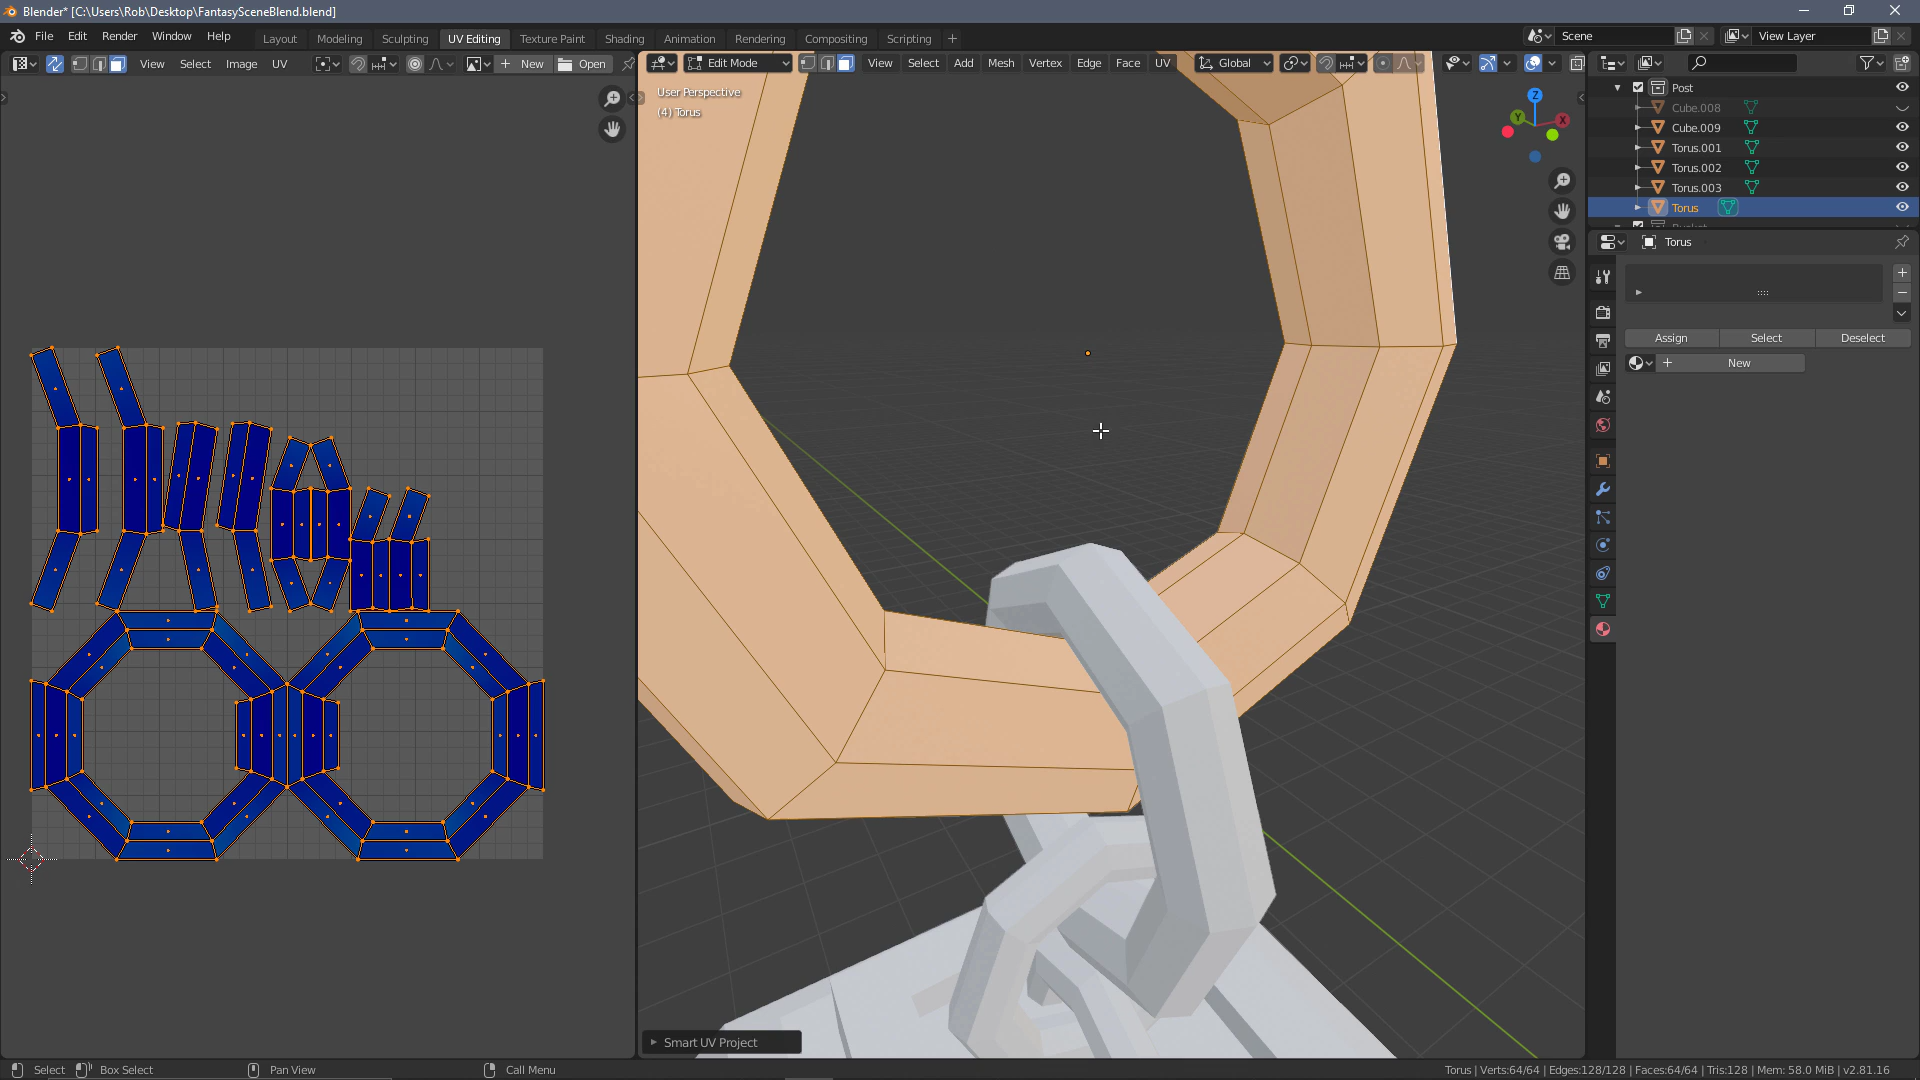 Blender* [C:\Users\Rob\Desktop\FantasySceneBlend.blend]
File Edit Render Window Help Layout Modeling Sculpting UV Editing Texture Paint Shading Animation Rendering Compositing Scripting + Scene View Layer
View Select Image UV New Open Edit Mode View Select Add Mesh Vertex Edge Face UV Global
User Perspective
(4) Torus
Z
Y
X
Post
Cube.008
Cube.009
Torus.001
Torus.002
Torus.003
Torus
Torus
Assign Select Deselect
New
Smart UV Project
Select Box Select Pan View Call Menu Torus | Verts:64/64 | Edges:128/128 | Faces:64/64 | Tris:128 | Mem: 58.0 MiB | v2.81.16